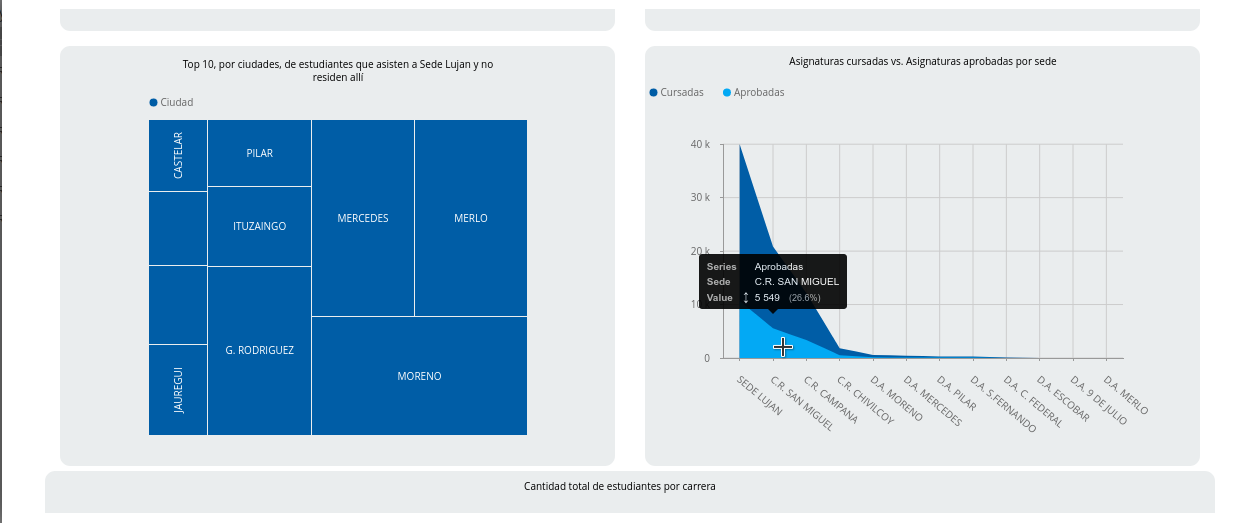 Top 10, por ciudades, de estudiantes que asisten a Sede Lujan y no
residen allí
Ciudad
CASTELAR
PILAR
ITUZAINGO
G. RODRIGUEZ
JAUREGUI
MERCEDES
MERLO
MORENO
Asignaturas cursadas vs. Asignaturas aprobadas por sede
Cursadas
Aprobadas
40 k
30 k
20 k
10
0
Series Aprobadas
Sede C.R. SAN MIGUEL
Value ↕ 5 549 (26.6%)
SEDE LUJAN
C.R. SAN MIGUEL
C.R. CAMPANA
C.R. CHIVILCOY
D.A. MORENO
D.A. MERCEDES
D.A. PILAR
D.A. S.FERNANDO
D.A. C. FEDERAL
D.A. ESCOBAR
D.A. 9 DE JULIO
D.A. MERLO
Cantidad total de estudiantes por carrera